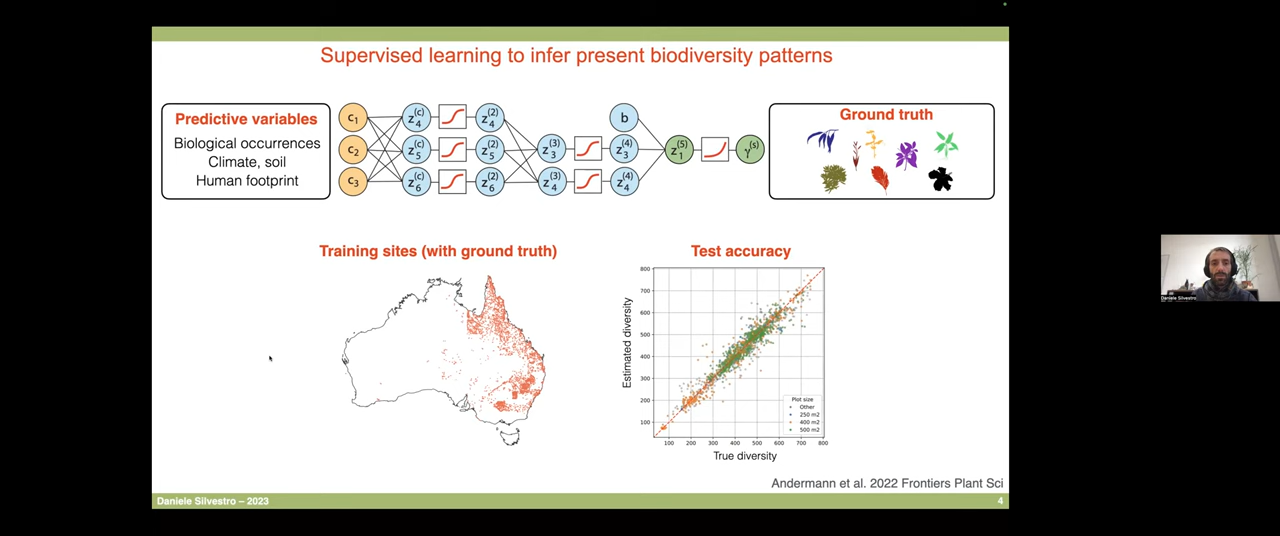 Supervised learning to infer present biodiversity patterns
Predictive variables
Biological occurrences
Climate, soil
Human footprint
c1
c2
c3
z4(c)
z5(c)
z6(c)
z4(2)
z5(2)
z6(2)
z3(3)
z4(3)
b
z3(4)
z4(4)
z1(5)
γ(s)
Ground truth
Training sites (with ground truth)
Test accuracy
Estimated diversity
800
700
600
500
400
300
200
100
100 200 300 400 500 600 700 800
True diversity
Plot size
Other
250 m2
400 m2
500 m2
Andermann et al. 2022 Frontiers Plant Sci
Daniele Silvestro – 2023
4
Daniele Silvestro